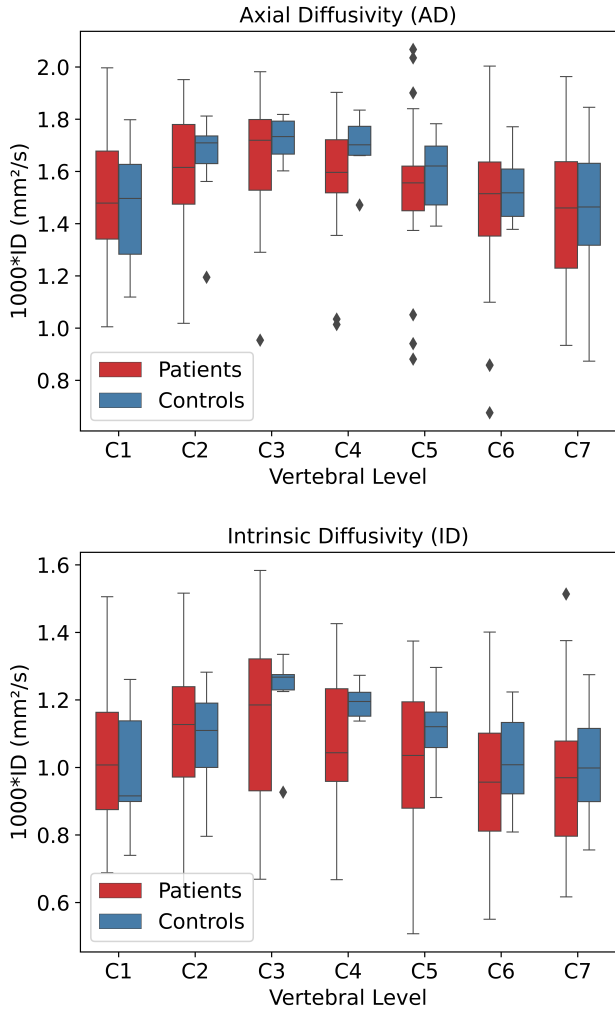 Axial Diffusivity (AD)
1000*ID (mm²/s)
2.0
1.8
1.6
1.4
1.2
1.0
0.8
Patients
Controls
C1 C2 C3 C4 C5 C6 C7
Vertebral Level
Intrinsic Diffusivity (ID)
1000*ID (mm²/s)
1.6
1.4
1.2
1.0
0.8
0.6
Patients
Controls
C1 C2 C3 C4 C5 C6 C7
Vertebral Level